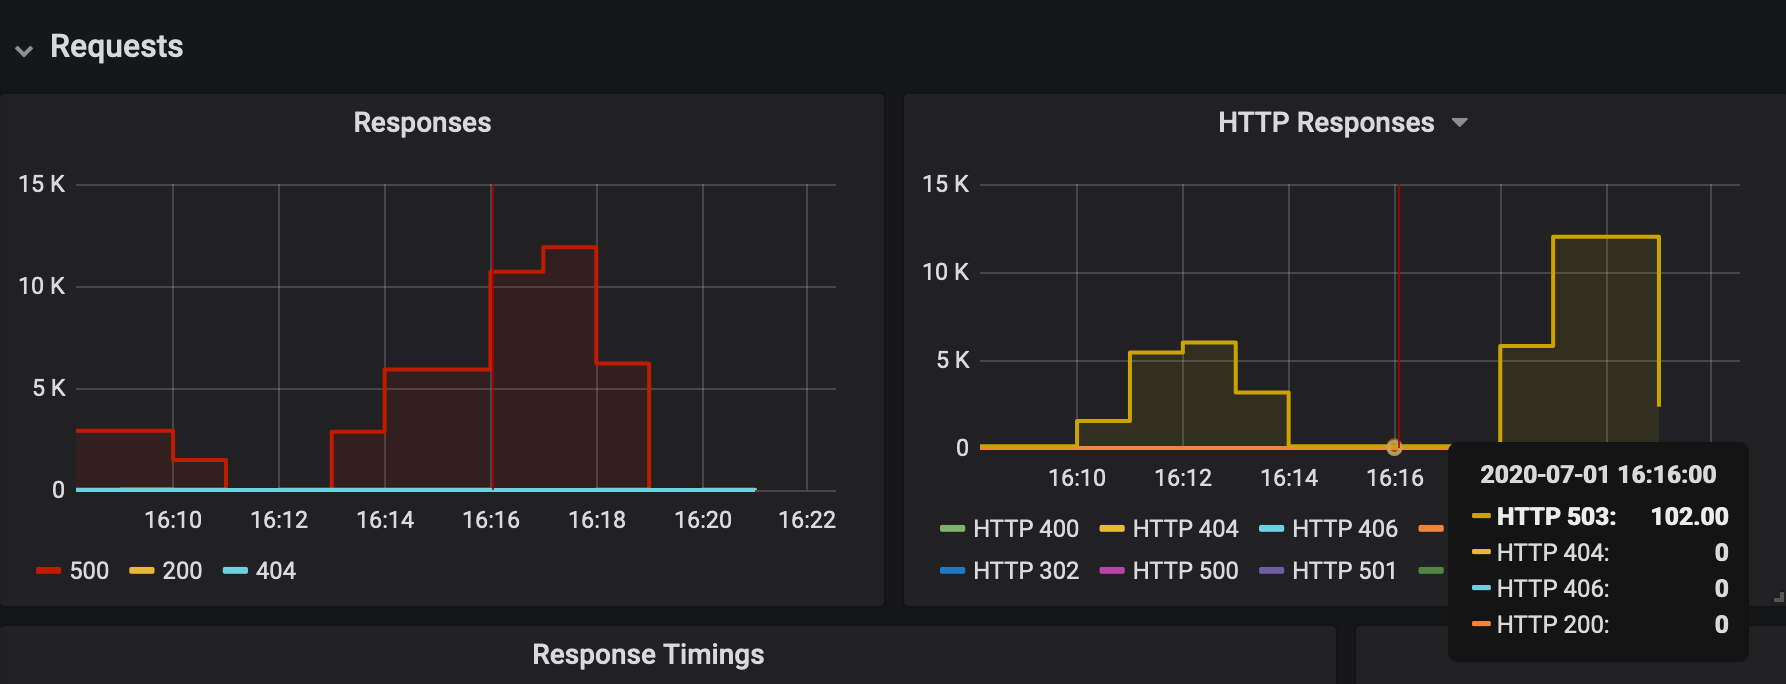 Requests
Responses
15 K
10 K
5 K
0
16:10 16:12 16:14 16:16 16:18 16:20 16:22
500 200 404
HTTP Responses
15 K
10 K
5 K
0
16:10 16:12 16:14 16:16
HTTP 400 HTTP 404 HTTP 406
HTTP 302 HTTP 500 HTTP 501
2020-07-01 16:16:00
HTTP 503: 102.00
HTTP 404: 0
HTTP 406: 0
HTTP 200: 0
Response Timings